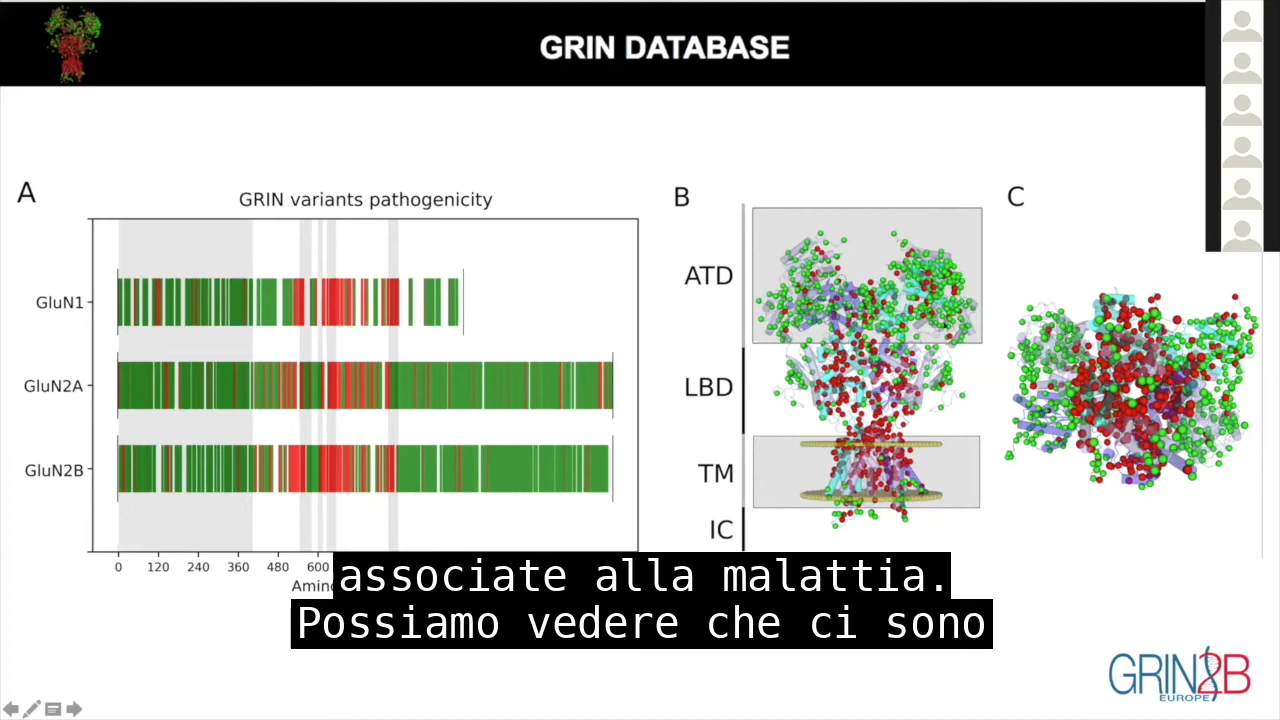 GRIN DATABASE
A
GRIN variants pathogenicity
GluN1
GluN2A
GluN2B
0 120 240 360 480 600
B
ATD
LBD
TM
IC
C
associate alla malattia.
Possiamo vedere che ci sono
GRIN2B
EUROPE